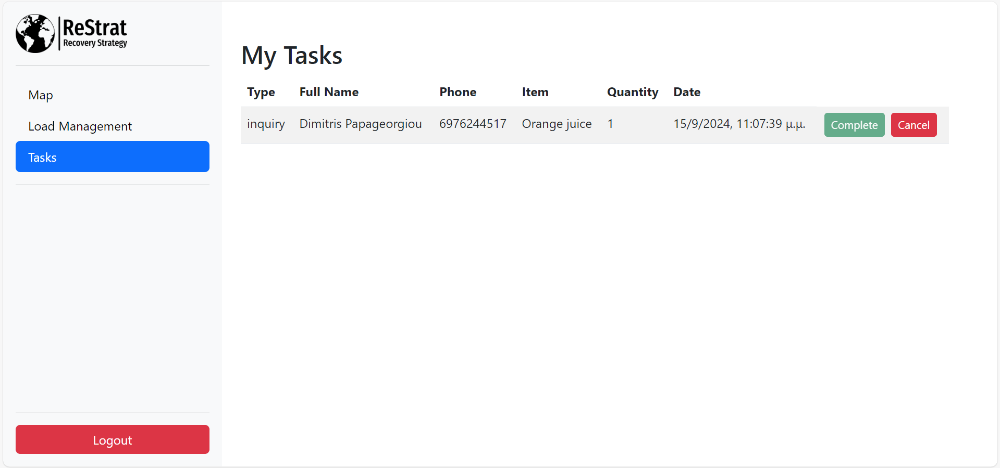 ReStrat
Recovery Strategy
Map
Load Management
Tasks
Logout
My Tasks
Type Full Name Phone Item Quantity Date
inquiry Dimitris Papageorgiou 6976244517 Orange juice 1 15/9/2024, 11:07:39 μ.μ. Complete Cancel